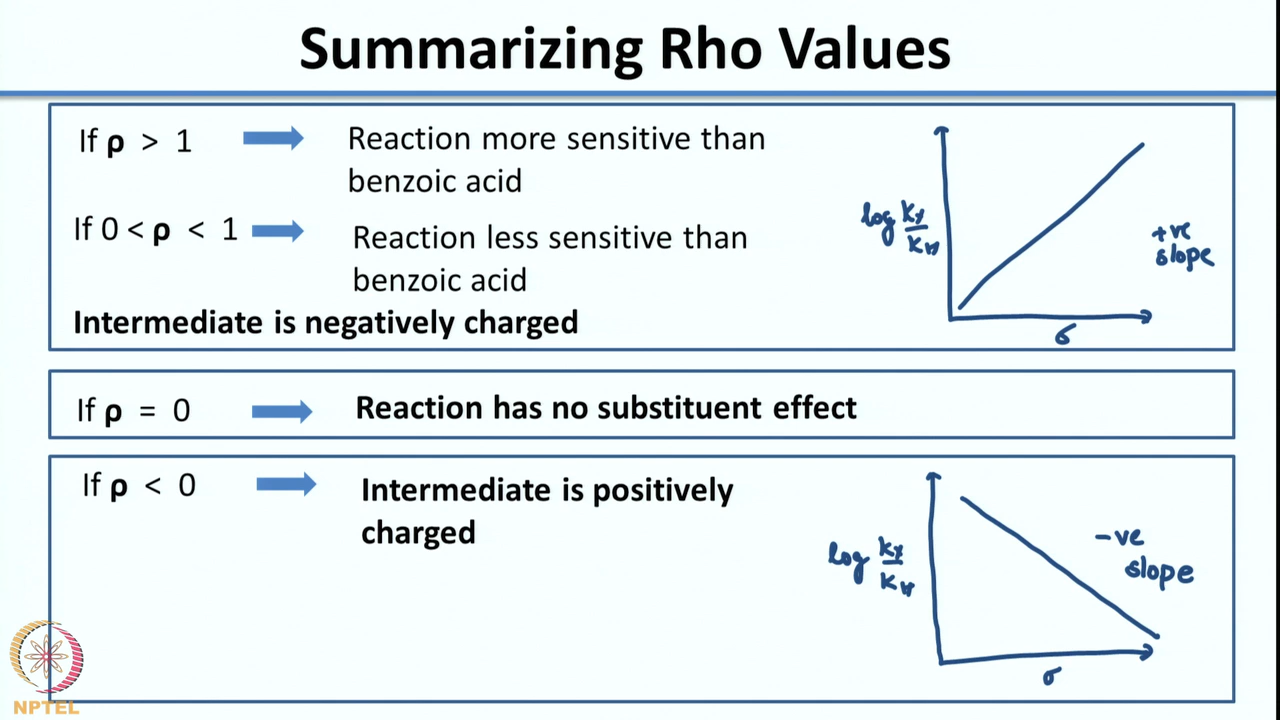 Summarizing Rho Values
If ρ > 1
Reaction more sensitive than
benzoic acid
If 0 < ρ < 1
Reaction less sensitive than
benzoic acid
Intermediate is negatively charged
log kx/kH
+ve
slope
σ
If ρ = 0
Reaction has no substituent effect
If ρ < 0
Intermediate is positively
charged
log kx/kH
-ve
slope
σ
NPTEL